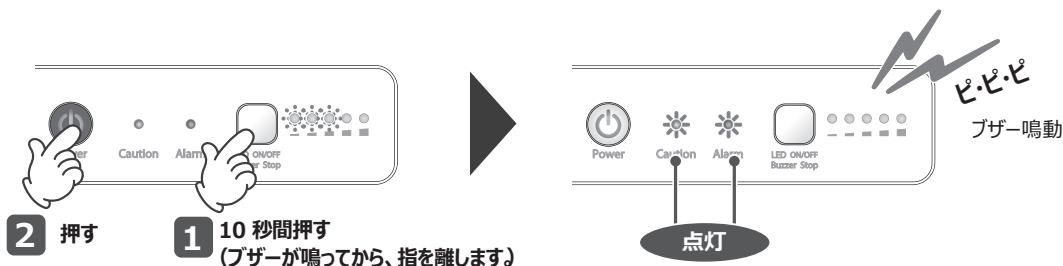 Caution
Alarm
ON/OFF
Stop
2 押す
1 10 秒間押す
(ブザーが鳴ってから、指を離します。)
Power
Caution
Alarm
LED ON/OFF
Buzzer Stop
点灯
ピ・ピ・ピ
ブザー鳴動